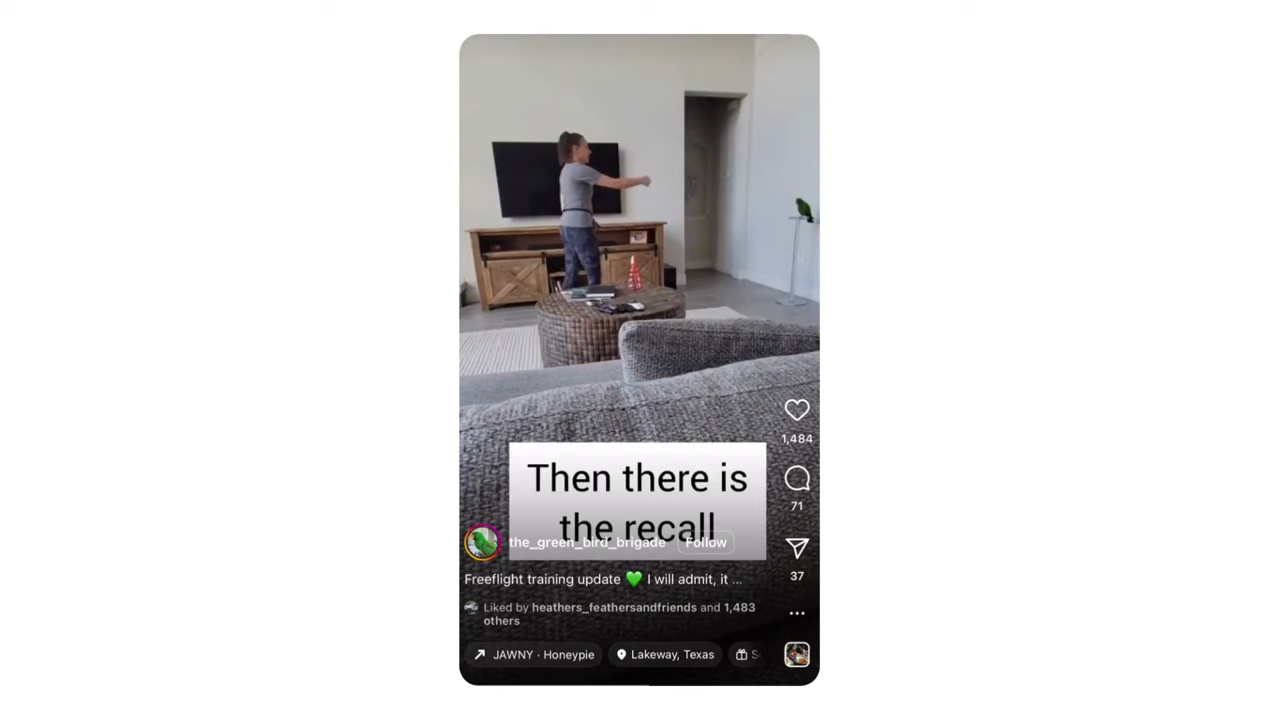 1,484
Then there is
the recall
71
the_green_bird_brigade Follow
37
Freeflight training update 💚 I will admit, it ...
Liked by heathers_feathersandfriends and 1,483
others
JAWNY · Honeypie
Lakeway, Texas